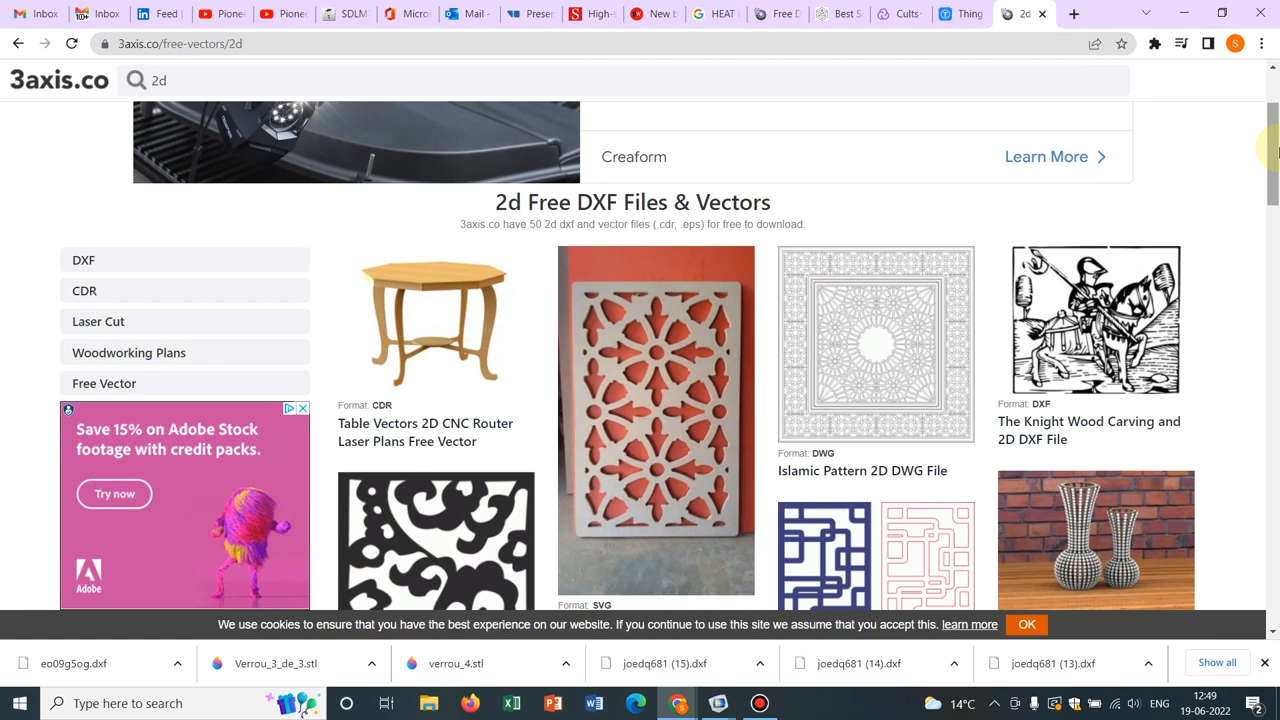 Inbox
Inbox
Feed |
Pione
Pione
SDLM
Micros
Mail -
Preser
High-s
New b
HEAT
Free D
Best S
Cults·
Thing
2d
3axis.co/free-vectors/2d
S
3axis.co
2d
Creaform
Learn More
2d Free DXF Files & Vectors
3axis.co have 50 2d dxf and vector files (.cdr, .eps) for free to download.
DXF
CDR
Laser Cut
Woodworking Plans
Free Vector
Save 15% on Adobe Stock
footage with credit packs.
Try now
Adobe
Format: CDR
Table Vectors 2D CNC Router
Laser Plans Free Vector
Format: SVG
Format: DWG
Islamic Pattern 2D DWG File
Format: DXF
The Knight Wood Carving and
2D DXF File
We use cookies to ensure that you have the best experience on our website. If you continue to use this site we assume that you accept this. learn more
OK
eo09g5og.dxf
Verrou_3_de_3.stl
verrou_4.stl
joedq681 (15).dxf
joedq681 (14).dxf
joedq681 (13).dxf
Show all
Type here to search
14°C
ENG
12:49
19-06-2022
2